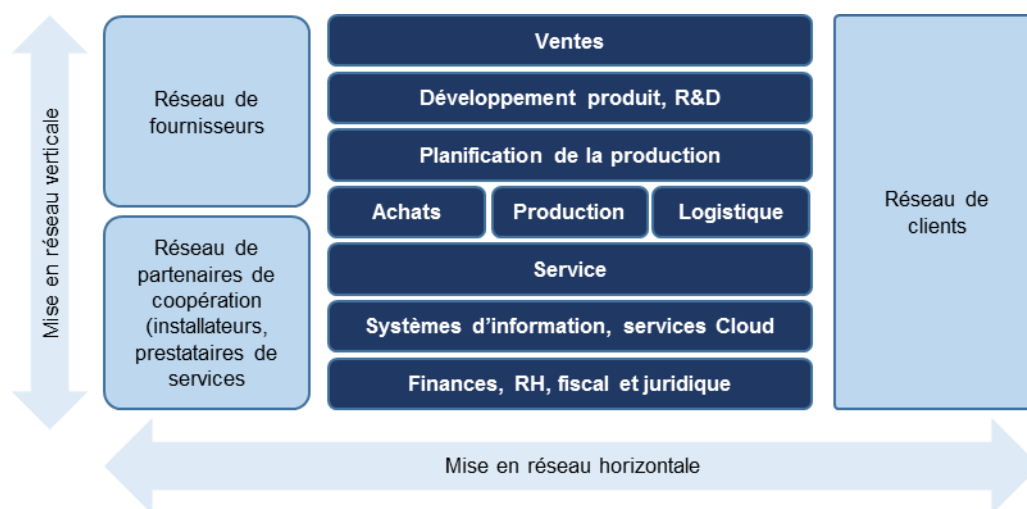 Mise en réseau verticale
Réseau de
fournisseurs
Réseau de
partenaires de
coopération
(installateurs,
prestataires de
services
Ventes
Développement produit, R&D
Planification de la production
Achats
Production
Logistique
Service
Systèmes d’information, services Cloud
Finances, RH, fiscal et juridique
Réseau de
clients
Mise en réseau horizontale